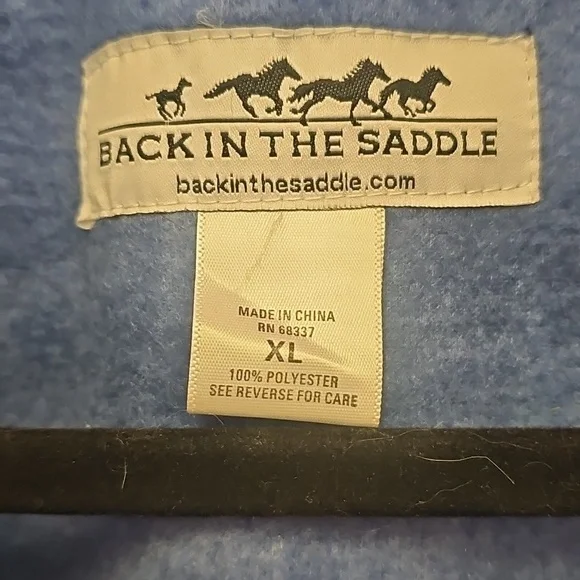 BACK IN THE SADDLE
backinthesaddle.com
MADE IN CHINA
RN 68337
XL
100% POLYESTER
SEE REVERSE FOR CARE